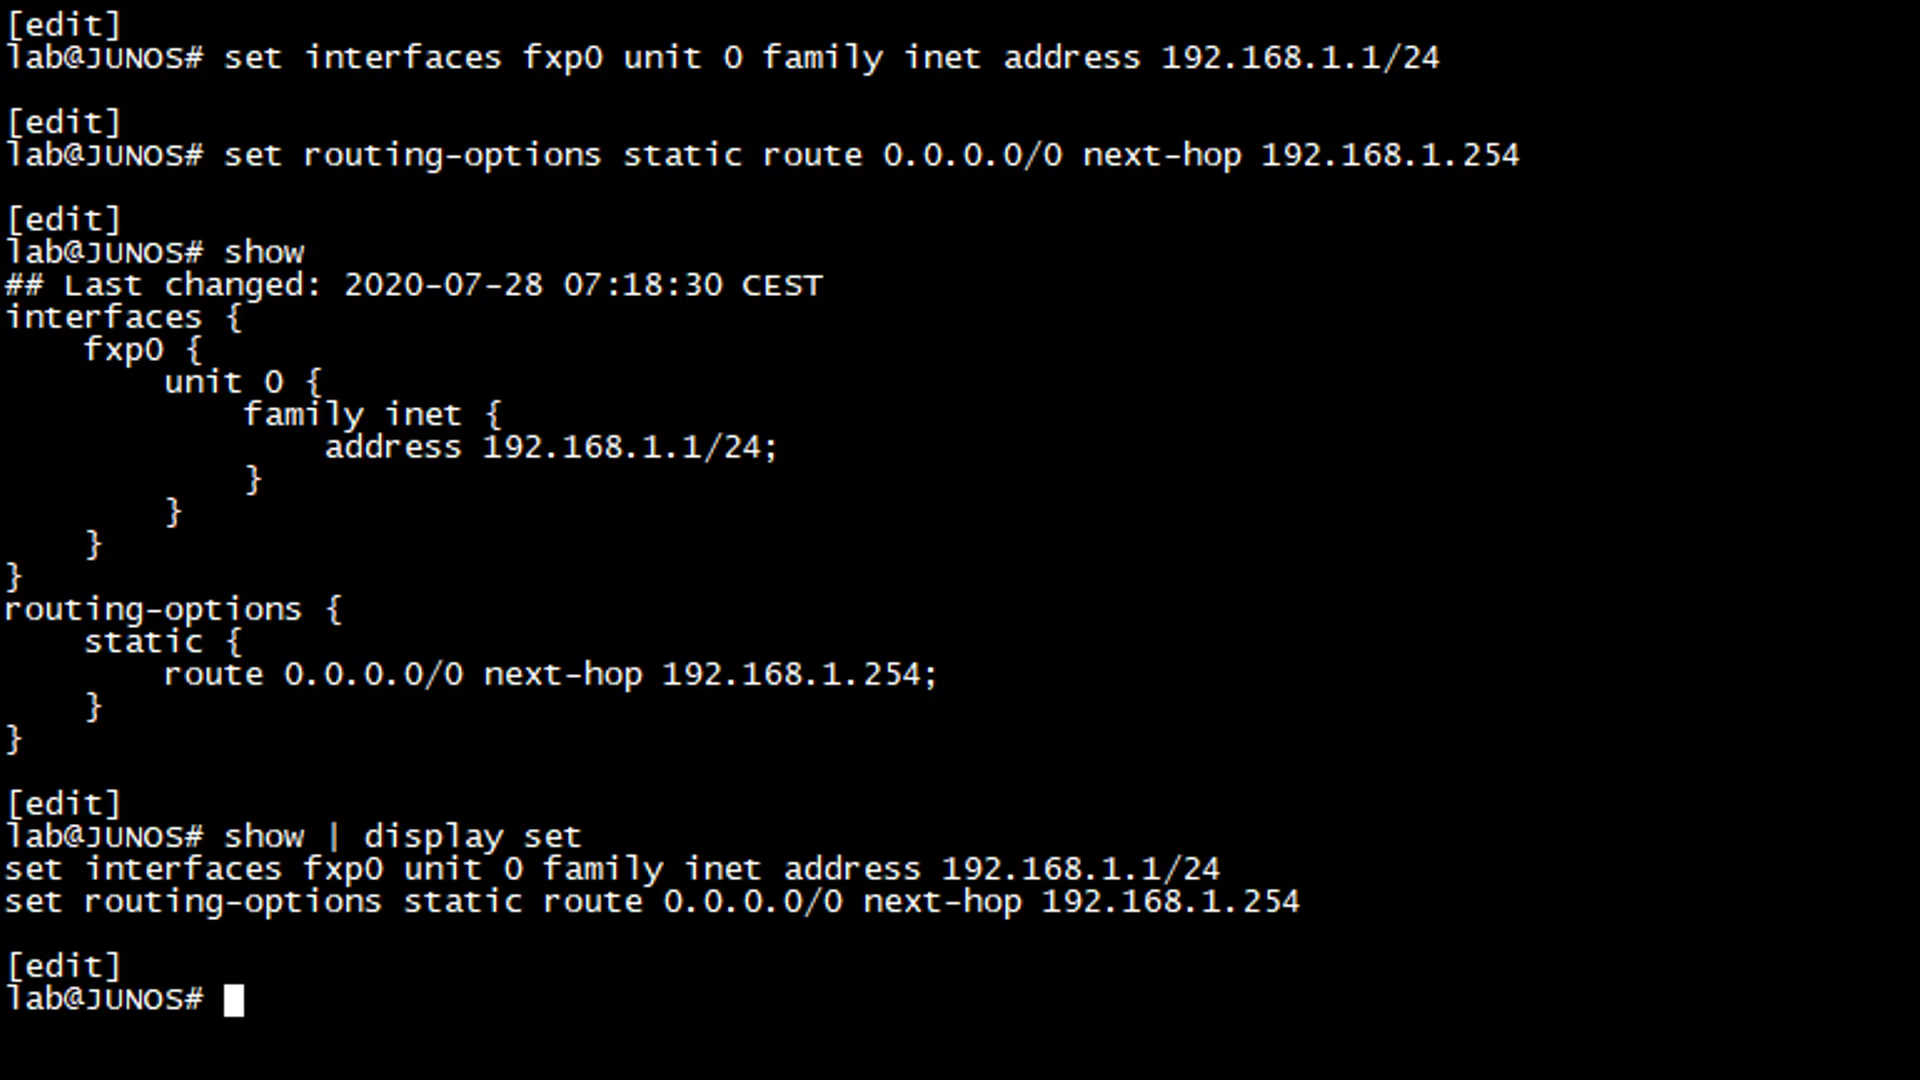 [edit]
lab@JUNOS# set interfaces fxp0 unit 0 family inet address 192.168.1.1/24
[edit]
lab@JUNOS# set routing-options static route 0.0.0.0/0 next-hop 192.168.1.254
[edit]
lab@JUNOS# show
## Last changed: 2020-07-28 07:18:30 CEST
interfaces {
    fxp0 {
        unit 0 {
            family inet {
                address 192.168.1.1/24;
            }
        }
    }
}
routing-options {
    static {
        route 0.0.0.0/0 next-hop 192.168.1.254;
    }
}
[edit]
lab@JUNOS# show | display set
set interfaces fxp0 unit 0 family inet address 192.168.1.1/24
set routing-options static route 0.0.0.0/0 next-hop 192.168.1.254
[edit]
lab@JUNOS#